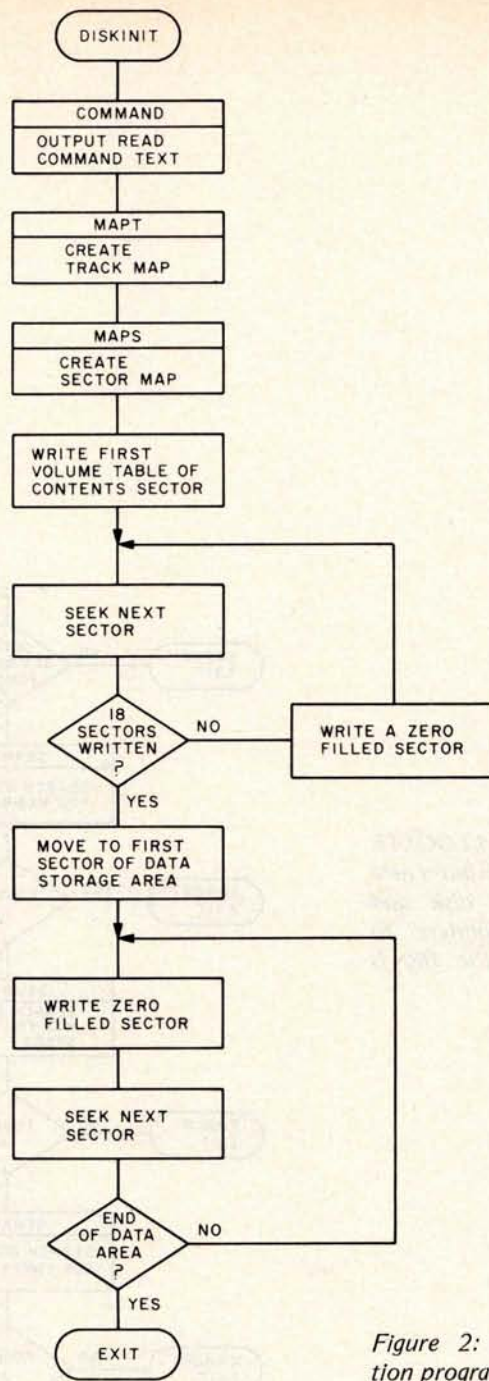 DISKINIT
COMMAND
OUTPUT READ
COMMAND TEXT
MAPT
CREATE
TRACK MAP
MAPS
CREATE
SECTOR MAP
WRITE FIRST
VOLUME TABLE OF
CONTENTS SECTOR
SEEK NEXT
SECTOR
18
SECTORS
WRITTEN
?
NO
WRITE A ZERO
FILLED SECTOR
YES
MOVE TO FIRST
SECTOR OF DATA
STORAGE AREA
WRITE ZERO
FILLED SECTOR
SEEK NEXT
SECTOR
END
OF DATA
AREA
?
NO
YES
EXIT
Figure 2:
tion progra